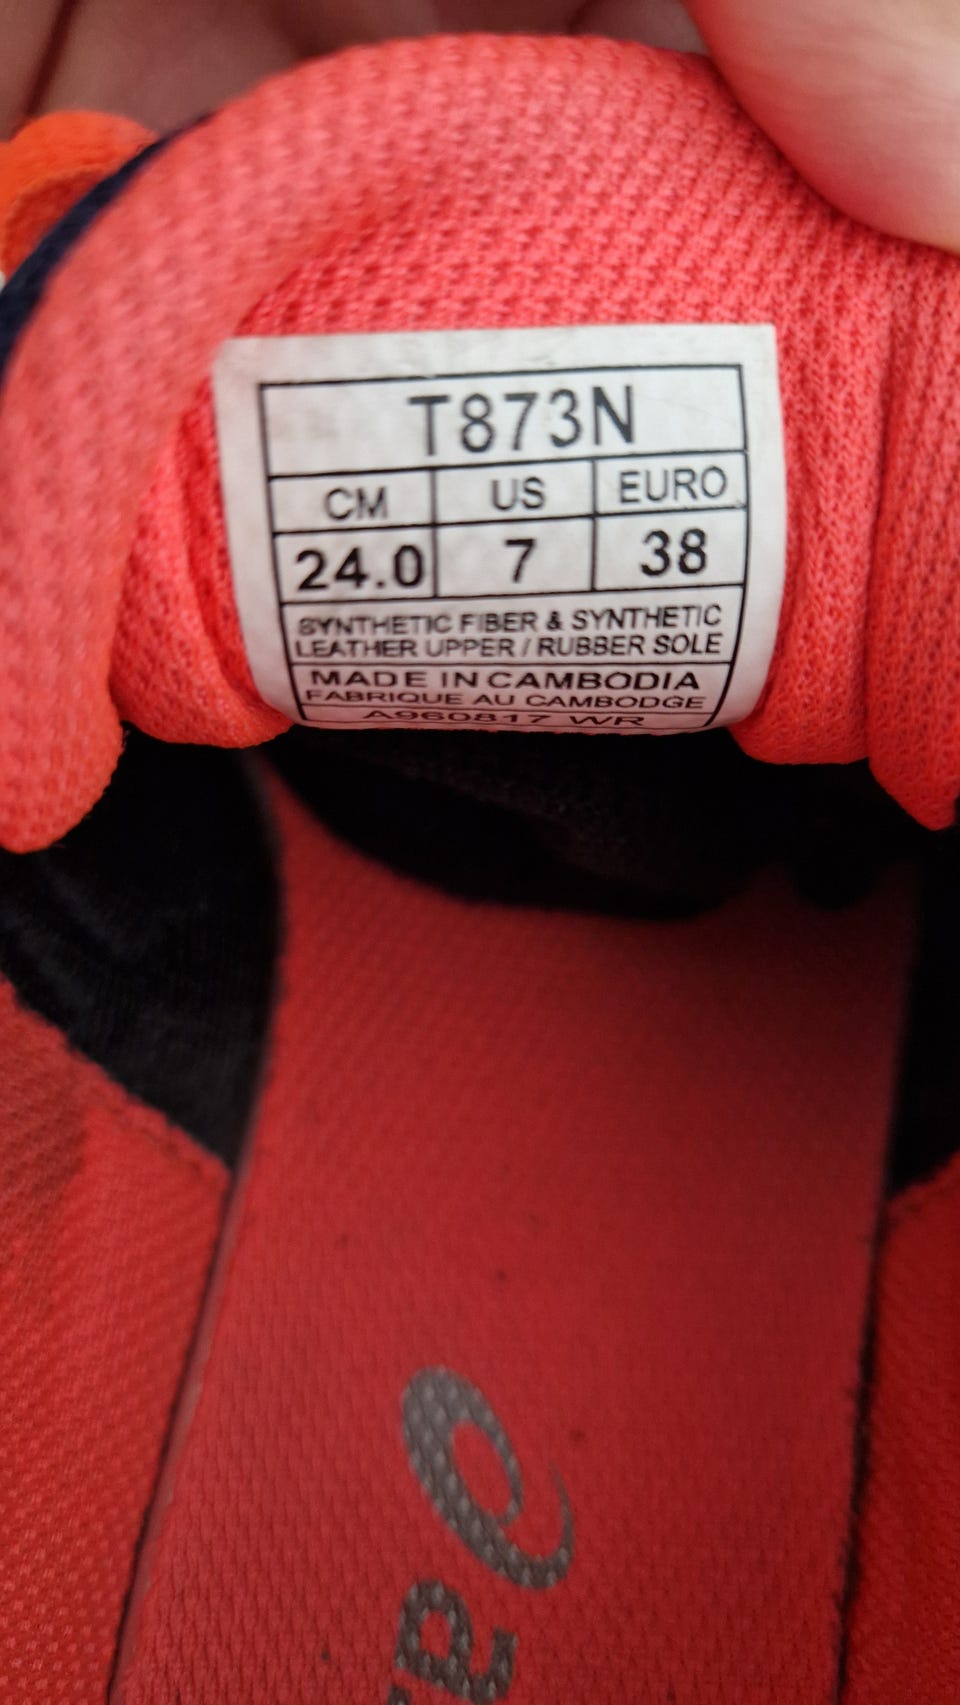 T873N
CM US EURO
24.0 7 38
SYNTHETIC FIBER & SYNTHETIC
LEATHER UPPER / RUBBER SOLE
MADE IN CAMBODIA
FABRIQUE AU CAMBODGE
A960817 WR